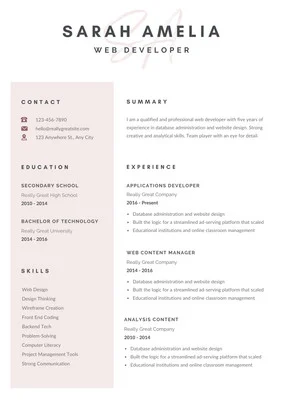 SARAH AMELIA
WEB DEVELOPER
CONTACT
123-456-7890
hello@reallygreatsite.com
123 Anywhere St., Any City
EDUCATION
SECONDARY SCHOOL
Really Great High School
2010 - 2014
BACHELOR OF TECHNOLOGY
Really Great University
2014 - 2016
SKILLS
Web Design
Design Thinking
Wireframe Creation
Front End Coding
Backend Tech
Problem-Solving
Computer Literacy
Project Management Tools
Strong Communication
SUMMARY
I am a qualified and professional web developer with five years of
experience in database administration and website design. Strong
creative and analytical skills. Team player with an eye for detail.
EXPERIENCE
APPLICATIONS DEVELOPER
Really Great Company
2016 - Present
• Database administration and website design
• Built the logic for a streamlined ad-serving platform that scaled
• Educational institutions and online classroom management
WEB CONTENT MANAGER
Really Great Company
2014 - 2016
• Database administration and website design
• Built the logic for a streamlined ad-serving platform that scaled
• Educational institutions and online classroom management
ANALYSIS CONTENT
Really Great Company
2010 - 2014
• Database administration and website design
• Built the logic for a streamlined ad-serving platform that scaled
• Educational institutions and online classroom management